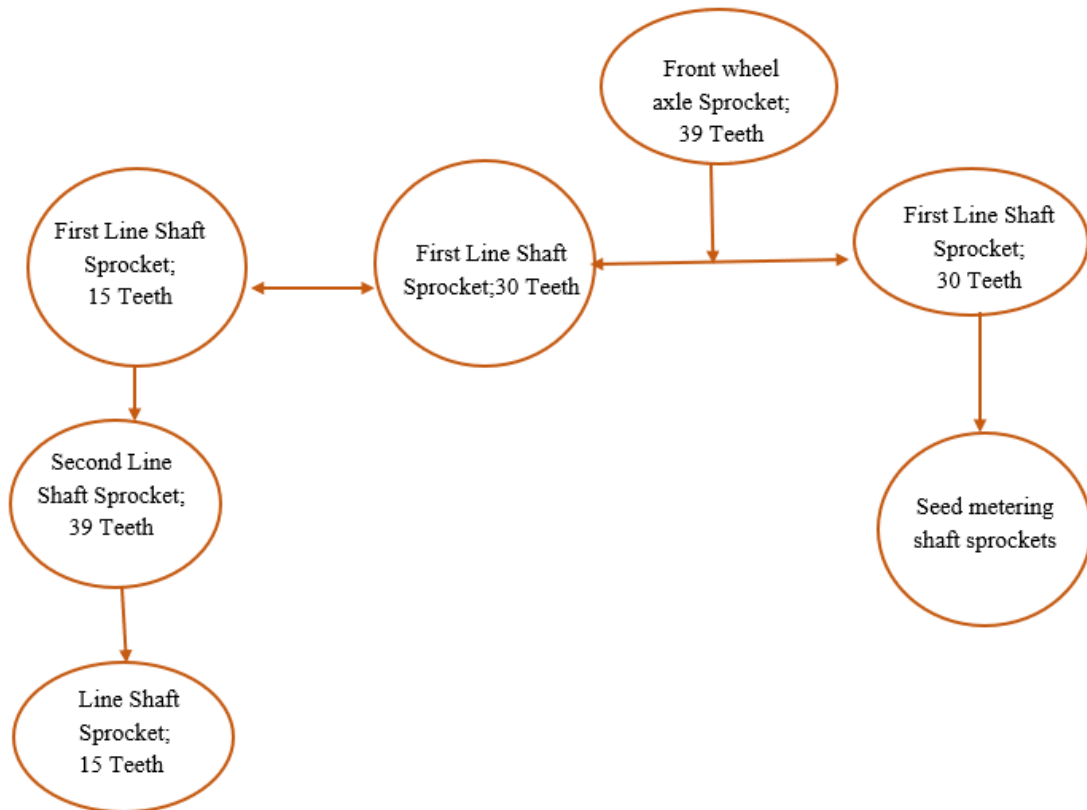 Front wheel
axle Sprocket;
39 Teeth
First Line Shaft
Sprocket;
15 Teeth
First Line Shaft
Sprocket;30 Teeth
First Line Shaft
Sprocket;
30 Teeth
Second Line
Shaft Sprocket;
39 Teeth
Seed metering
shaft sprockets
Line Shaft
Sprocket;
15 Teeth